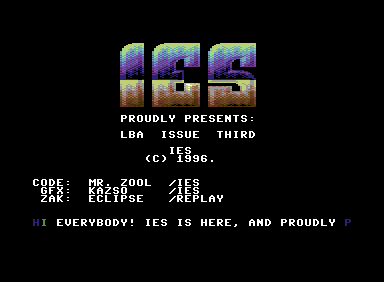 IES
PROUDLY PRESENTS:
LBA ISSUE THIRD
IES
(C) 1996.
CODE: MR. ZOOL /IES
GFX: KAZSO /IES
ZAK: ECLIPSE /REPLAY
HI EVERYBODY! IES IS HERE, AND PROUDLY P